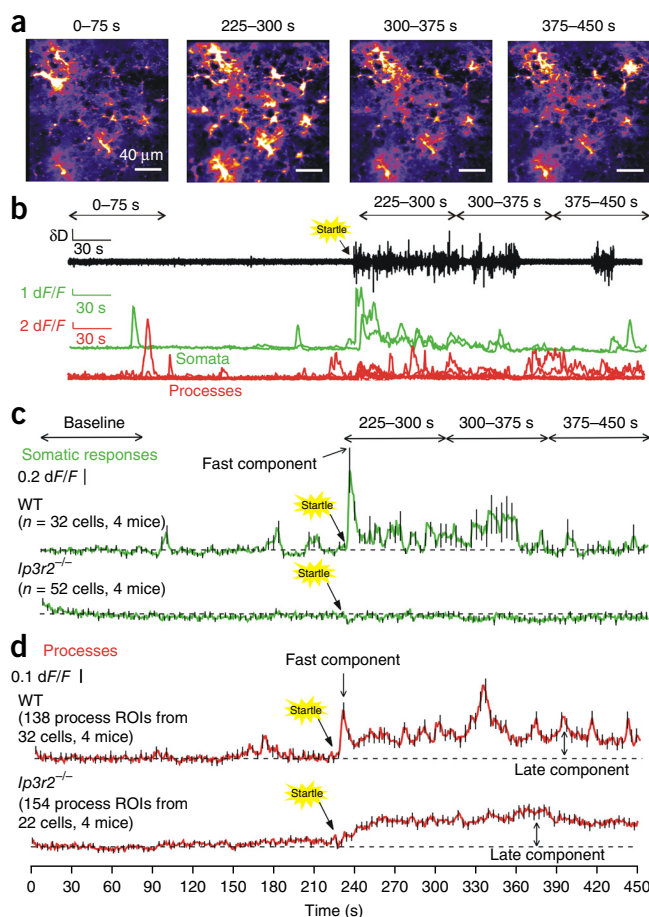 a
0–75 s 225–300 s 300–375 s 375–450 s
40 μm
b
0–75 s 225–300 s 300–375 s 375–450 s
δD
30 s
Startle
1 dF/F
30 s
2 dF/F
30 s
Somata
Processes
c
Baseline 225–300 s 300–375 s 375–450 s
Somatic responses
Fast component
0.2 dF/F
WT
(n = 32 cells, 4 mice)
Startle
Ip3r2–/–
(n = 52 cells, 4 mice)
Startle
d
Processes
Fast component
0.1 dF/F
WT
(138 process ROIs from
32 cells, 4 mice)
Startle
Late component
Ip3r2–/–
(154 process ROIs from
22 cells, 4 mice)
Startle
Late component
0 30 60 90 120 150 180 210 240 270 300 330 360 390 420 450
Time (s)